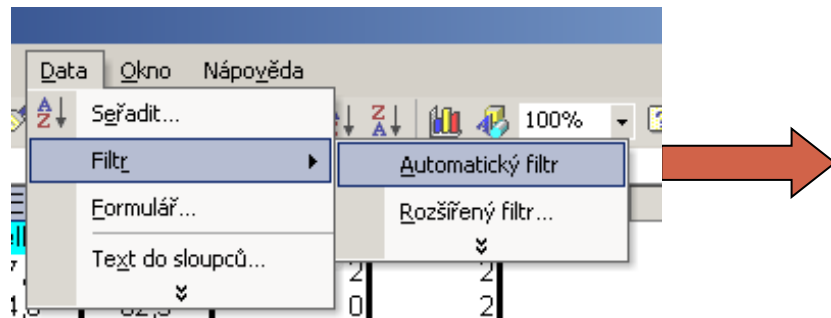 Data Okno Nápověda
Seřadit...
100%
Filtr
Automatický filtr
Formulář...
Rozšířený filtr...
Text do sloupců...
2 2
0 2